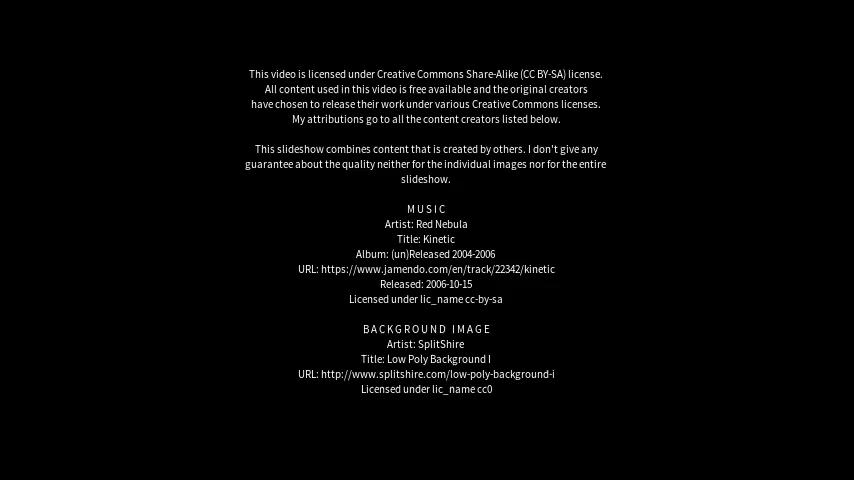 This video is licensed under Creative Commons Share-Alike (CC BY-SA) license.
All content used in this video is free available and the original creators
have chosen to release their work under various Creative Commons licenses.
My attributions go to all the content creators listed below.
This slideshow combines content that is created by others. I don't give any
guarantee about the quality neither for the individual images nor for the entire
slideshow.
M U S I C
Artist: Red Nebula
Title: Kinetic
Album: (un)Released 2004-2006
URL: https://www.jamendo.com/en/track/22342/kinetic
Released: 2006-10-15
Licensed under lic_name cc-by-sa
B A C K G R O U N D   I M A G E
Artist: SplitShire
Title: Low Poly Background I
URL: http://www.splitshire.com/low-poly-background-i
Licensed under lic_name cc0